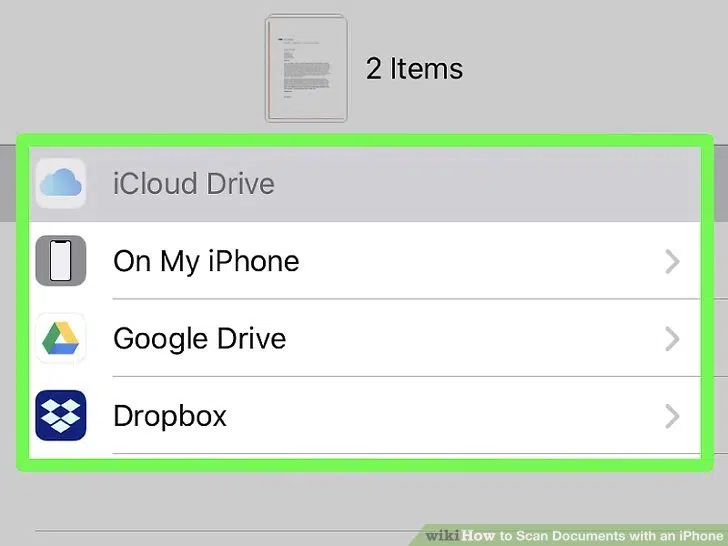 2 Items
iCloud Drive
On My iPhone
Google Drive
Dropbox
wikiHow to Scan Documents with an iPhone